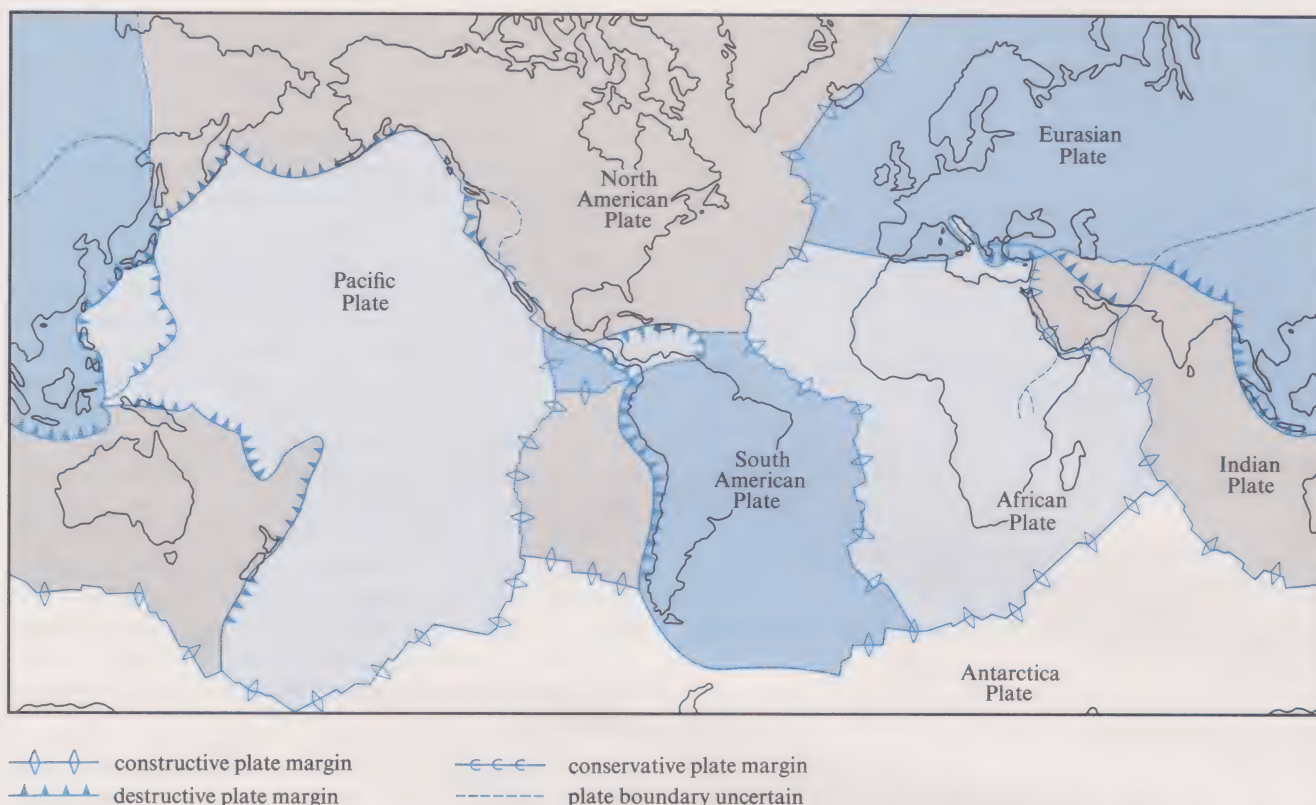 Eurasian
Plate
North
American
Plate
Pacific
Plate
South
American
Plate
African
Plate
Indian
Plate
Antarctica
Plate
constructive plate margin
conservative plate margin
destructive plate margin
plate boundary uncertain